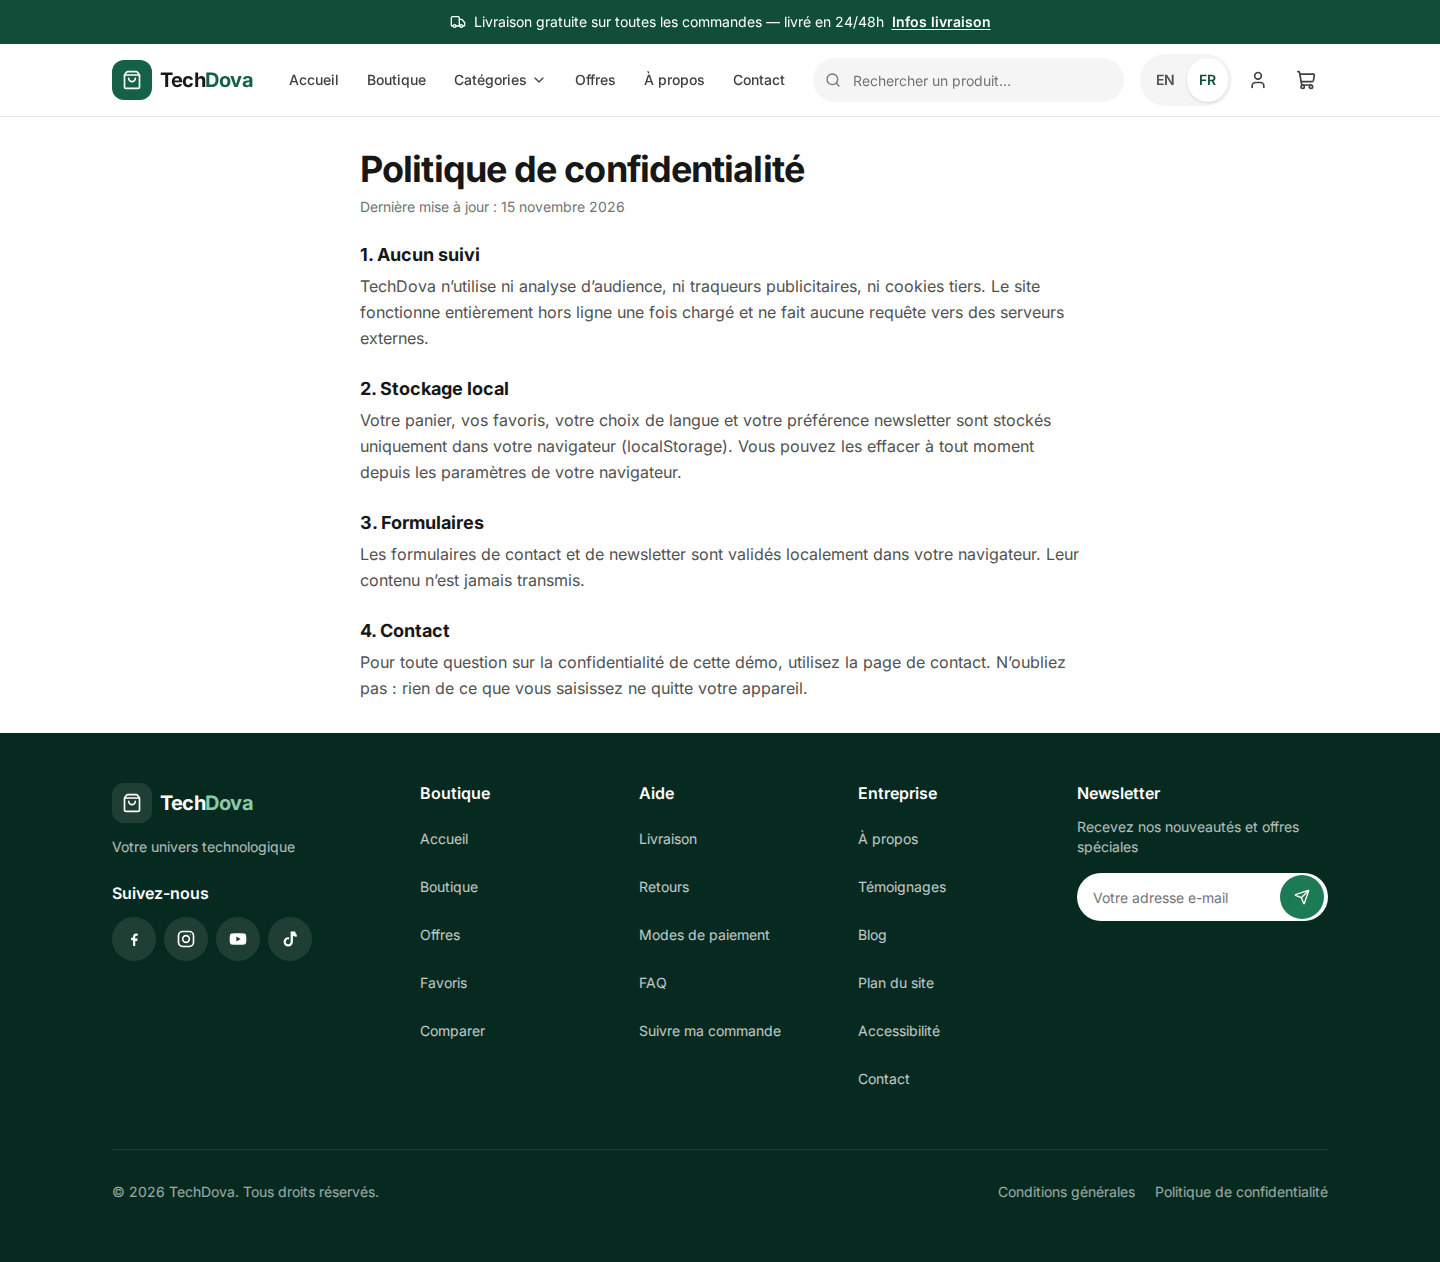 Livraison gratuite sur toutes les commandes — livré en 24/48h Infos livraison
TechDova Accueil Boutique Catégories Offres À propos Contact Rechercher un produit... EN FR
Politique de confidentialité
Dernière mise à jour : 15 novembre 2026
1. Aucun suivi
TechDova n’utilise ni analyse d’audience, ni traqueurs publicitaires, ni cookies tiers. Le site
fonctionne entièrement hors ligne une fois chargé et ne fait aucune requête vers des serveurs
externes.
2. Stockage local
Votre panier, vos favoris, votre choix de langue et votre préférence newsletter sont stockés
uniquement dans votre navigateur (localStorage). Vous pouvez les effacer à tout moment
depuis les paramètres de votre navigateur.
3. Formulaires
Les formulaires de contact et de newsletter sont validés localement dans votre navigateur. Leur
contenu n’est jamais transmis.
4. Contact
Pour toute question sur la confidentialité de cette démo, utilisez la page de contact. N’oubliez
pas : rien de ce que vous saisissez ne quitte votre appareil.
TechDova
Votre univers technologique
Suivez-nous
Boutique
Accueil
Boutique
Offres
Favoris
Comparer
Aide
Livraison
Retours
Modes de paiement
FAQ
Suivre ma commande
Entreprise
À propos
Témoignages
Blog
Plan du site
Accessibilité
Contact
Newsletter
Recevez nos nouveautés et offres
spéciales
Votre adresse e-mail
© 2026 TechDova. Tous droits réservés.
Conditions générales Politique de confidentialité